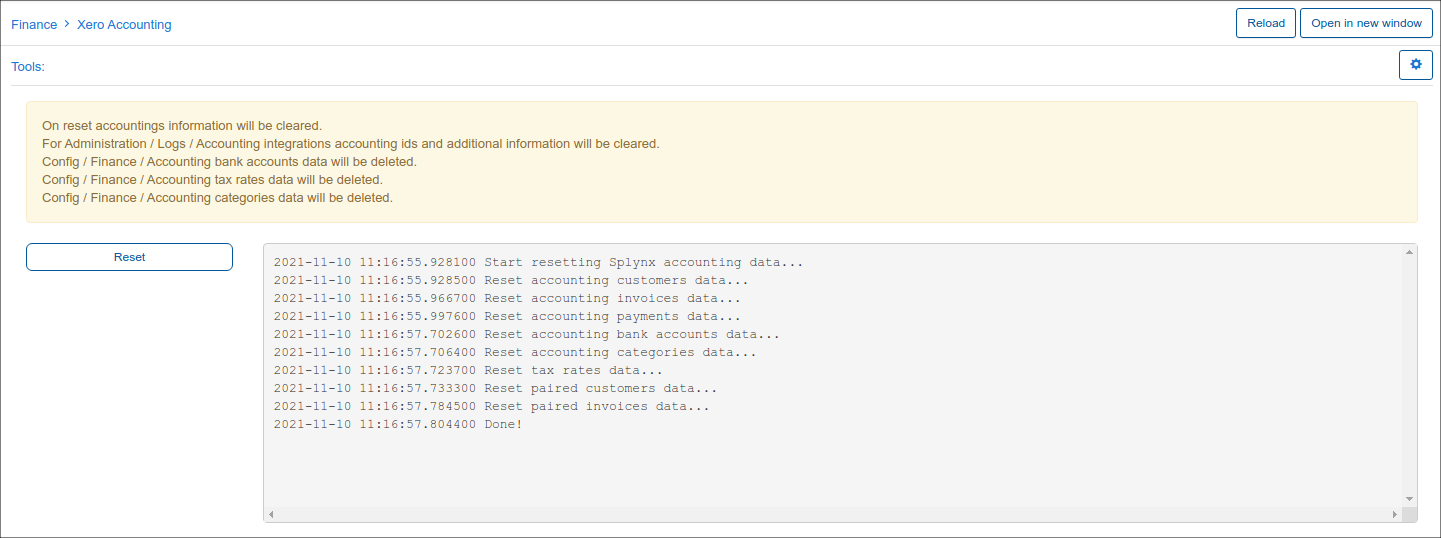 Finance > Xero Accounting
Reload
Open in new window
Tools:
On reset accountings information will be cleared.
For Administration / Logs / Accounting integrations accounting ids and additional information will be cleared.
Config / Finance / Accounting bank accounts data will be deleted.
Config / Finance / Accounting tax rates data will be deleted.
Config / Finance / Accounting categories data will be deleted.
Reset
2021-11-10 11:16:55.928100 Start resetting Splynx accounting data...
2021-11-10 11:16:55.928500 Reset accounting customers data...
2021-11-10 11:16:55.966700 Reset accounting invoices data...
2021-11-10 11:16:55.997600 Reset accounting payments data...
2021-11-10 11:16:57.702600 Reset accounting bank accounts data...
2021-11-10 11:16:57.706400 Reset accounting categories data...
2021-11-10 11:16:57.723700 Reset tax rates data...
2021-11-10 11:16:57.733300 Reset paired customers data...
2021-11-10 11:16:57.784500 Reset paired invoices data...
2021-11-10 11:16:57.804400 Done!